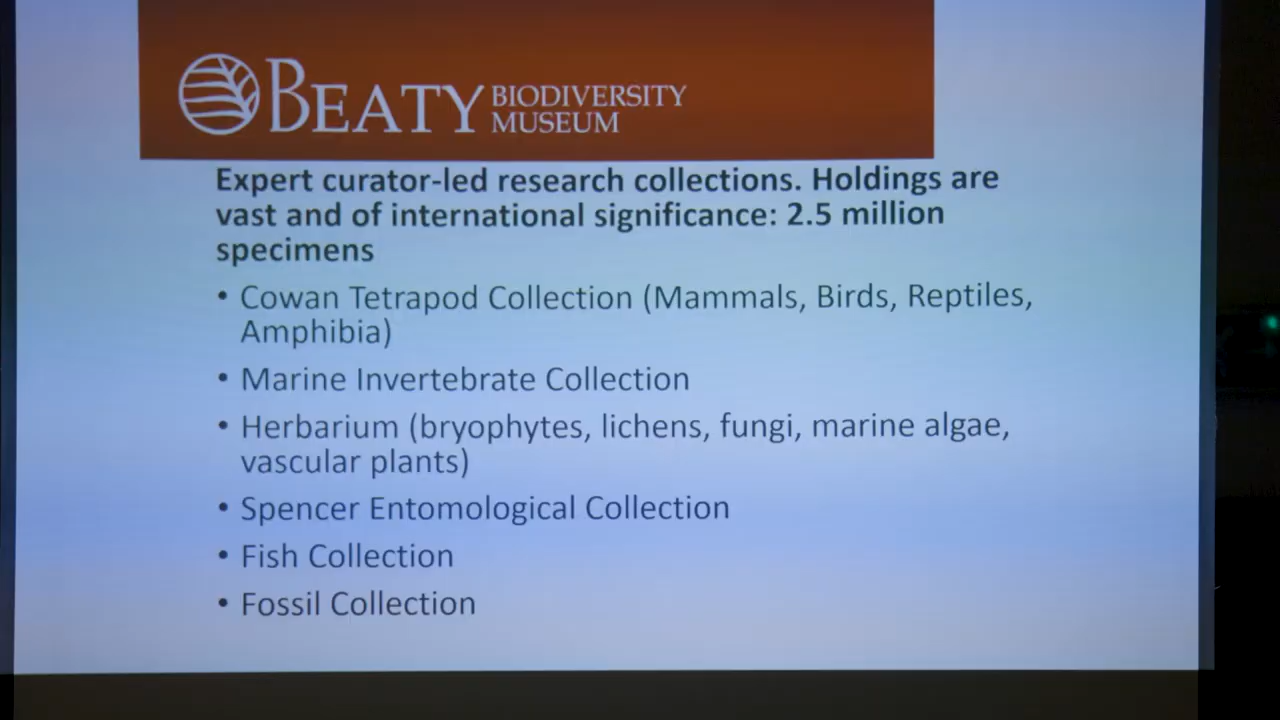 BEATY BIODIVERSITY
MUSEUM
Expert curator-led research collections. Holdings are
vast and of international significance: 2.5 million
specimens
• Cowan Tetrapod Collection (Mammals, Birds, Reptiles,
Amphibia)
• Marine Invertebrate Collection
• Herbarium (bryophytes, lichens, fungi, marine algae,
vascular plants)
• Spencer Entomological Collection
• Fish Collection
• Fossil Collection